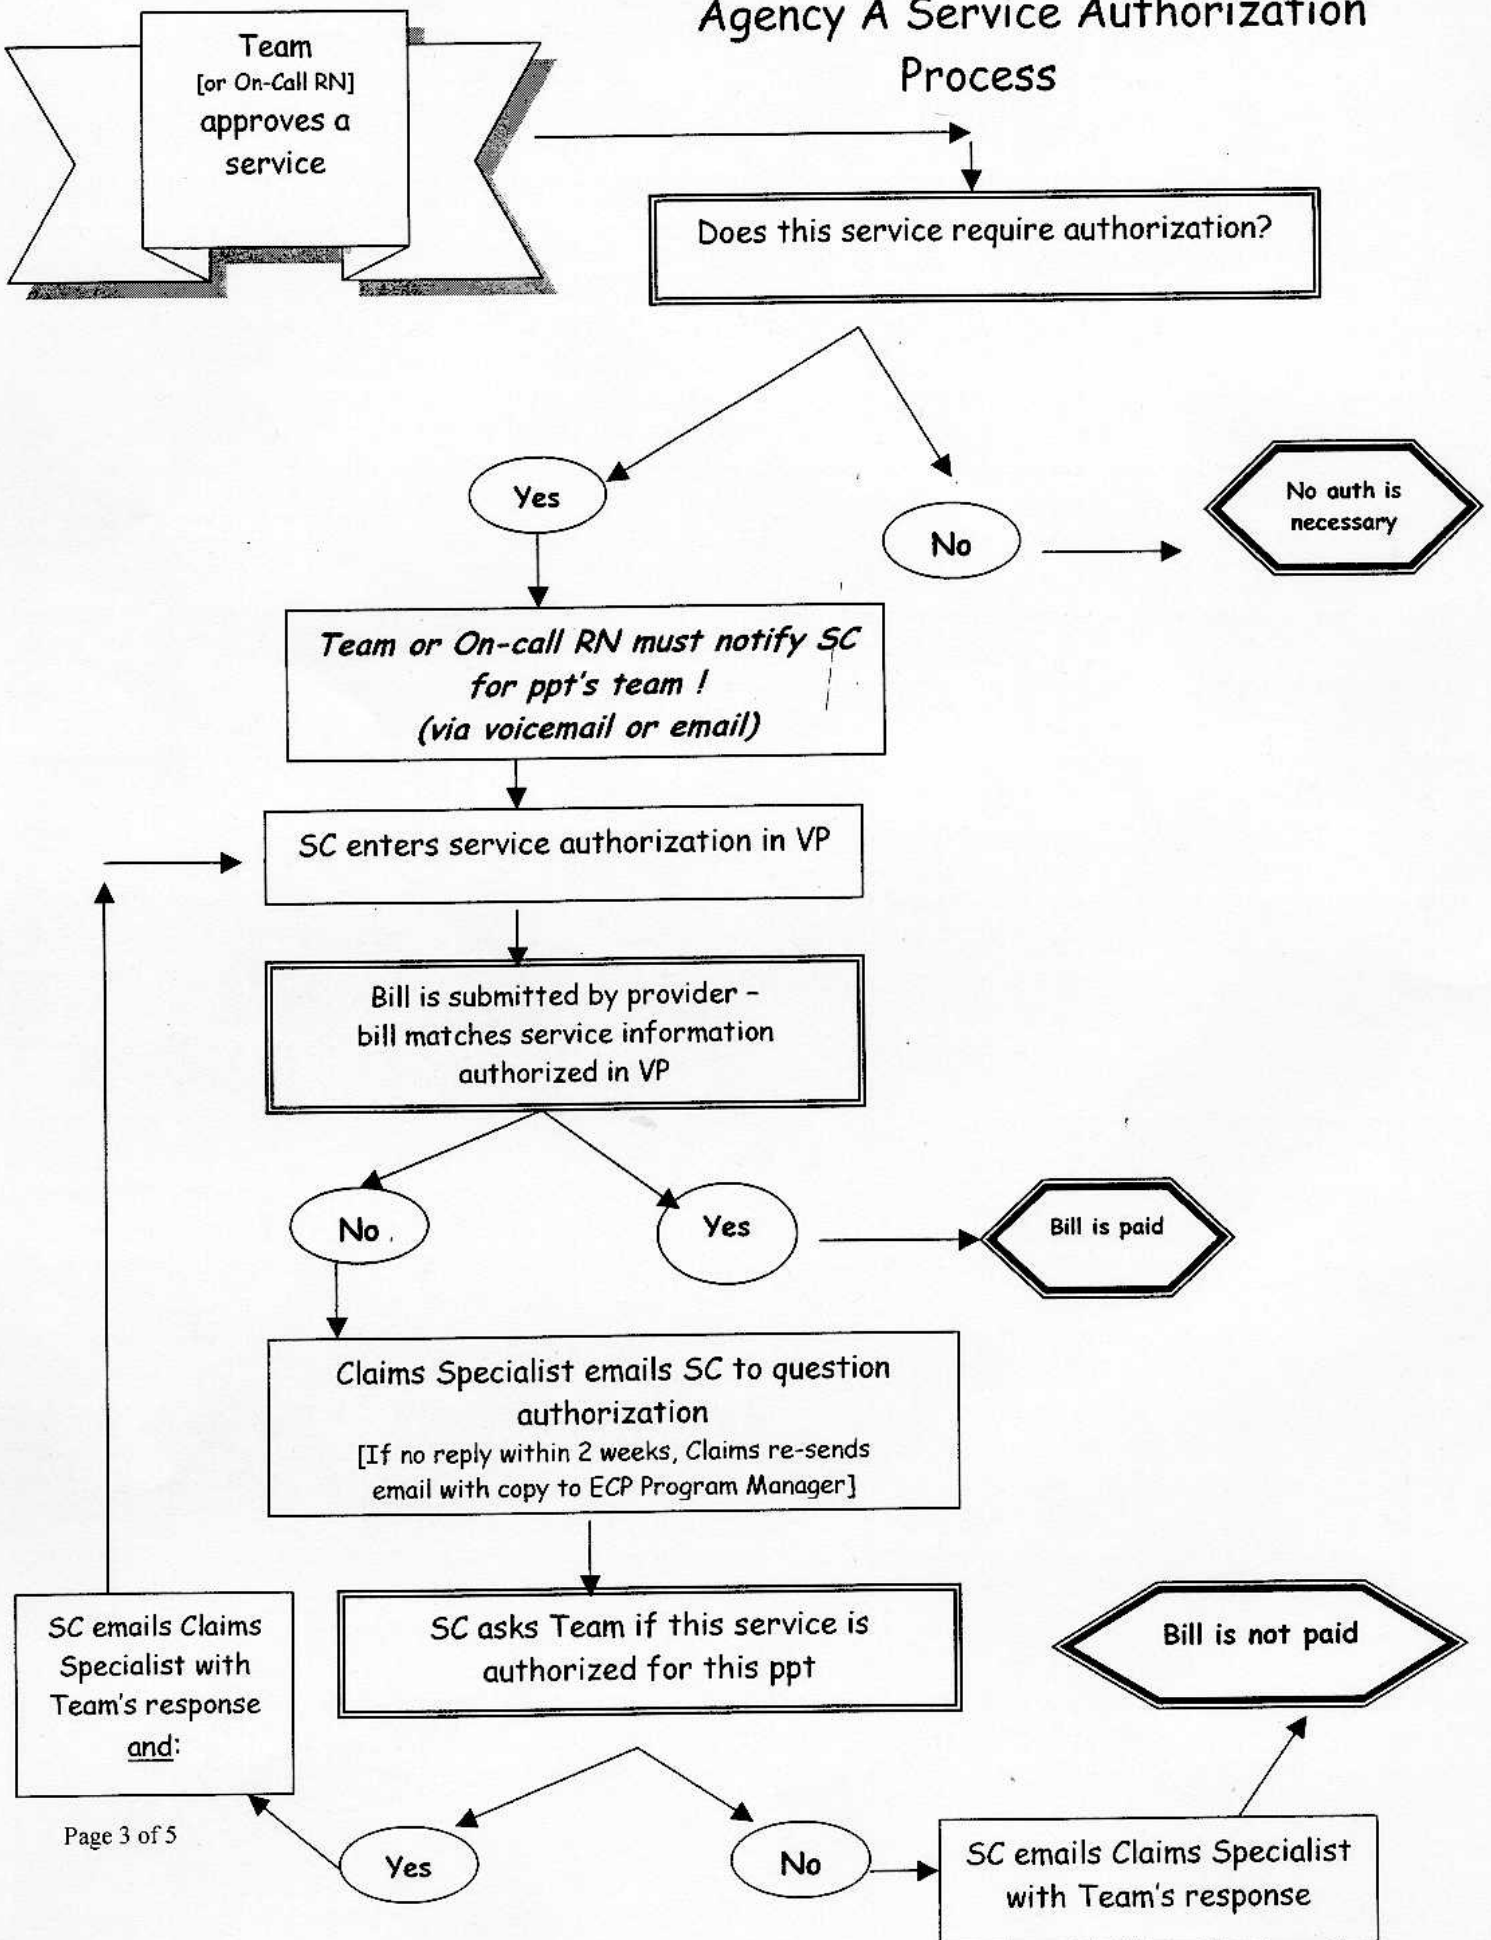 Agency A Service Authorization
Process
Team
[or On-Call RN]
approves a
service
Does this service require authorization?
Yes
No
No auth is
necessary
Team or On-call RN must notify SC
for ppt's team !
(via voicemail or email)
SC enters service authorization in VP
Bill is submitted by provider –
bill matches service information
authorized in VP
No
Yes
Bill is paid
Claims Specialist emails SC to question
authorization
[If no reply within 2 weeks, Claims re-sends
email with copy to ECP Program Manager]
SC asks Team if this service is
authorized for this ppt
Bill is not paid
SC emails Claims
Specialist with
Team's response
and:
Yes
No
SC emails Claims Specialist
with Team's response
Page 3 of 5